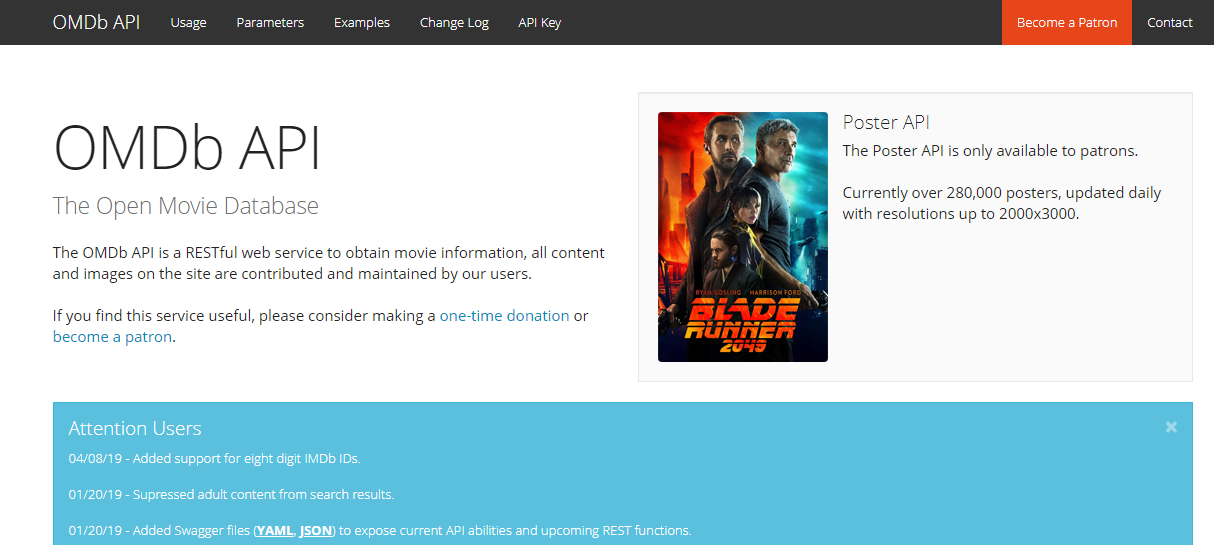 OMDb API Usage Parameters Examples Change Log API Key Become a Patron Contact
OMDb API
The Open Movie Database
The OMDb API is a RESTful web service to obtain movie information, all content
and images on the site are contributed and maintained by our users.
If you find this service useful, please consider making a one-time donation or
become a patron.
RYAN GOSLING HARRISON FORD
BLADE
RUNNER
2049
Poster API
The Poster API is only available to patrons.
Currently over 280,000 posters, updated daily
with resolutions up to 2000x3000.
Attention Users
04/08/19 - Added support for eight digit IMDb IDs.
01/20/19 - Supressed adult content from search results.
01/20/19 - Added Swagger files (YAML, JSON) to expose current API abilities and upcoming REST functions.